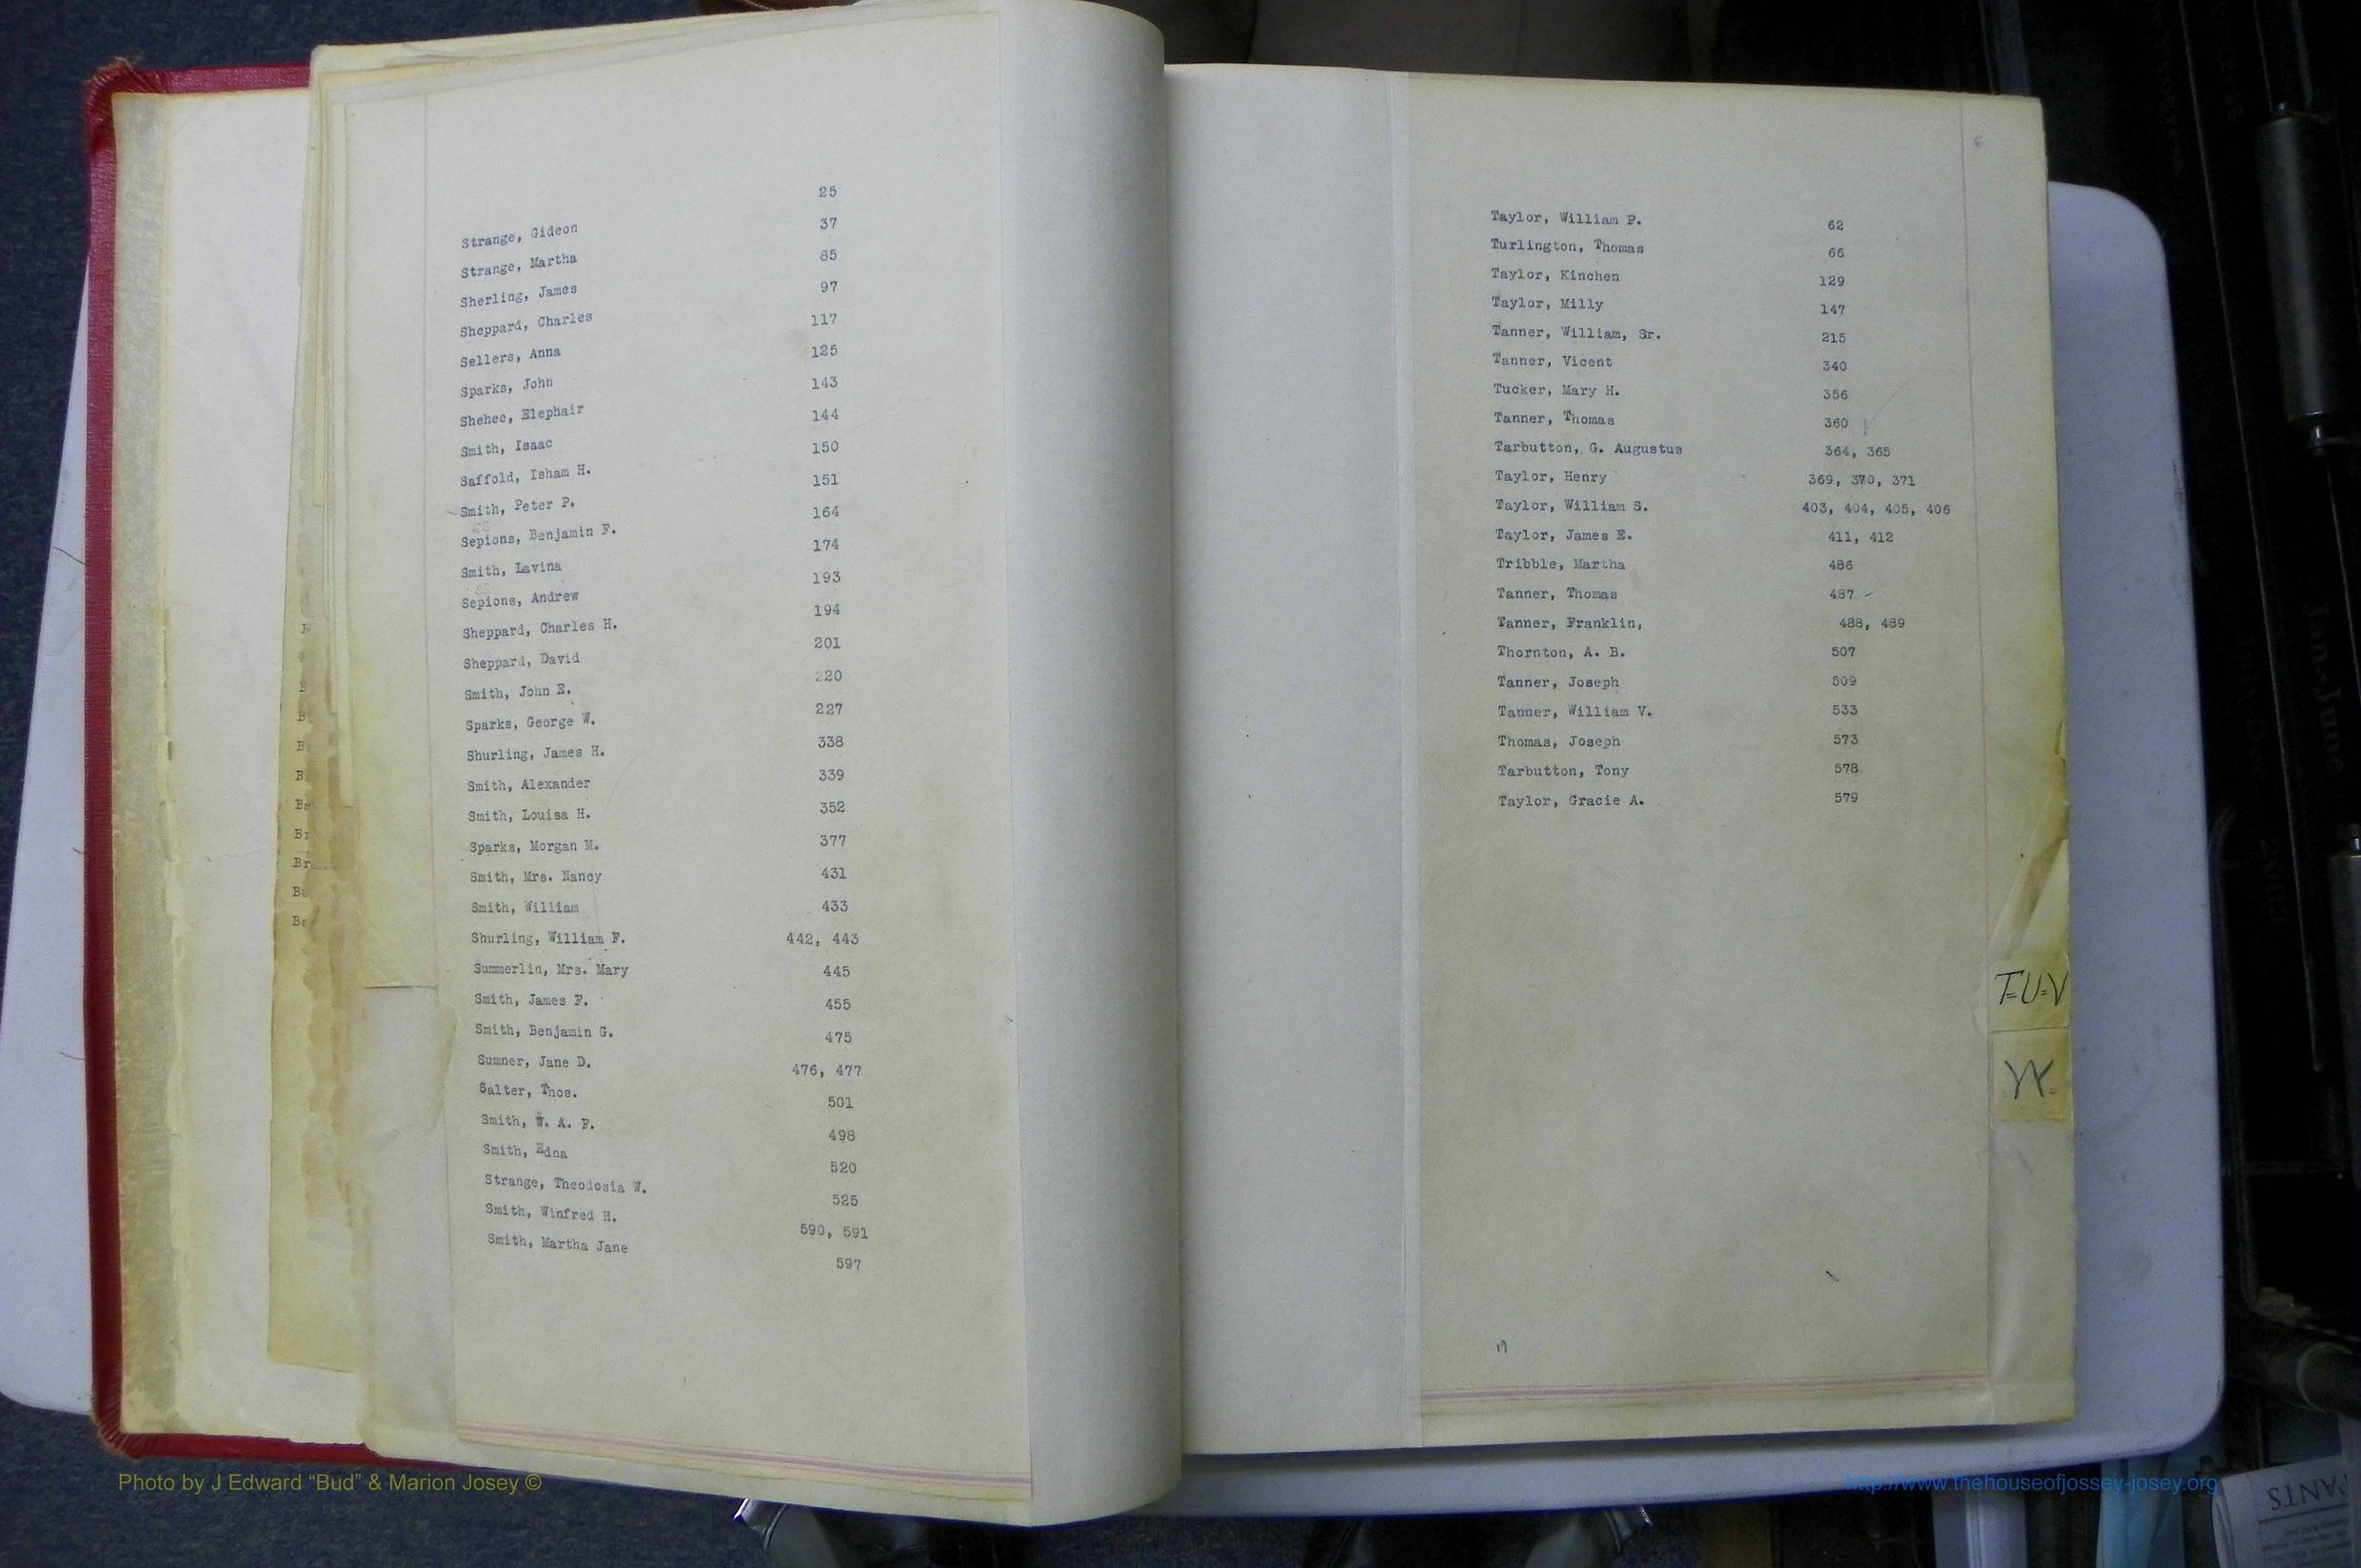 Strange, Gideon 25
Strange, Martha 37
Sherling, James 85
Sheppard, Charles 97
Sellers, Anna 117
Sparks, John 125
Shehee, Elephair 143
Smith, Isaac 144
Saffold, Isham H. 150
Smith, Peter P. 151
Sepions, Benjamin F. 164
Smith, Lavina 174
Sepions, Andrew 193
Sheppard, Charles H. 194
Sheppard, David 201
Smith, John E. 220
Sparks, George W. 227
Shurling, James H. 338
Smith, Alexander 339
Smith, Louisa H. 352
Sparks, Morgan M. 377
Smith, Mrs. Nancy 431
Smith, William 433
Shurling, William F. 442, 443
Summerlin, Mrs. Mary 445
Smith, James F. 455
Smith, Benjamin G. 475
Sumner, Jane D. 476, 477
Salter, Thos. 501
Smith, W. A. F. 498
Smith, Edna 520
Strange, Theodosia W. 525
Smith, Winfred H. 590, 591
Smith, Martha Jane 597
Taylor, William P. 62
Turlington, Thomas 66
Taylor, Kinchen 129
Taylor, Milly 147
Tanner, William, Sr. 215
Tanner, Vicent 340
Tucker, Mary H. 356
Tanner, Thomas 360
Tarbutton, G. Augustus 364, 365
Taylor, Henry 369, 370, 371
Taylor, William S. 403, 404, 405, 406
Taylor, James E. 411, 412
Tribble, Martha 486
Tanner, Thomas 487
Tanner, Franklin, 488, 489
Thornton, A. B. 507
Tanner, Joseph 509
Tanner, William V. 533
Thomas, Joseph 573
Tarbutton, Tony 578
Taylor, Gracie A. 579
T=U=V
Photo by J Edward “Bud” & Marion Josey ©
http://www.thehouseofjossey-josey.org